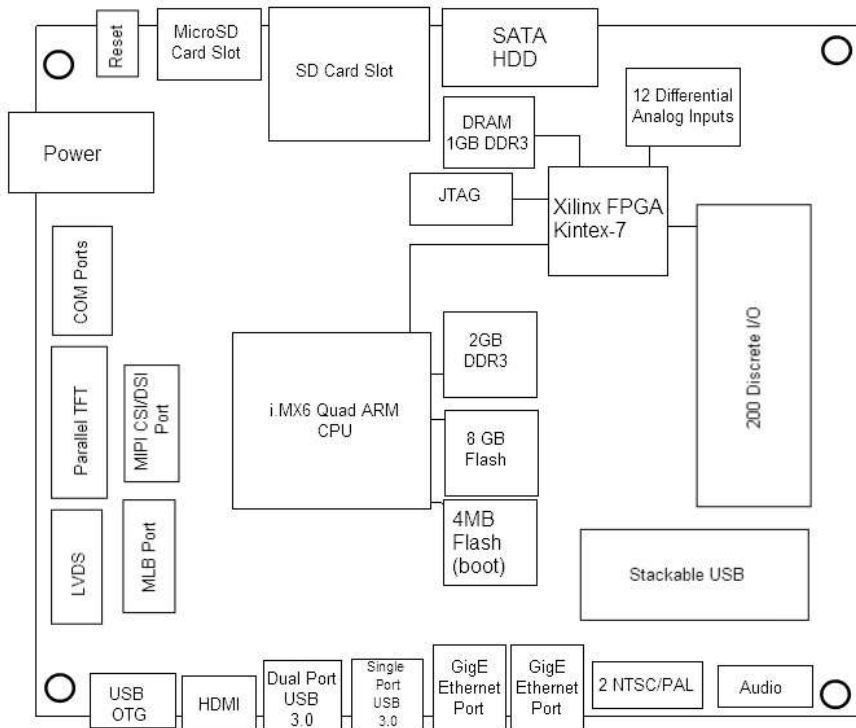 Reset
MicroSD
Card Slot
SD Card Slot
SATA
HDD
12 Differential
Analog Inputs
DRAM
1GB DDR3
Power
JTAG
Xilinx FPGA
Kintex-7
COM Ports
200 Discrete I/O
2GB
DDR3
i.MX6 Quad ARM
CPU
Parallel TFT
MIPI CSI/DSI
Port
8 GB
Flash
4MB
Flash
(boot)
LVDS
MLB Port
Stackable USB
USB
OTG
HDMI
Dual Port
USB
3.0
Single
Port
USB
3.0
GigE
Ethernet
Port
GigE
Ethernet
Port
2 NTSC/PAL
Audio